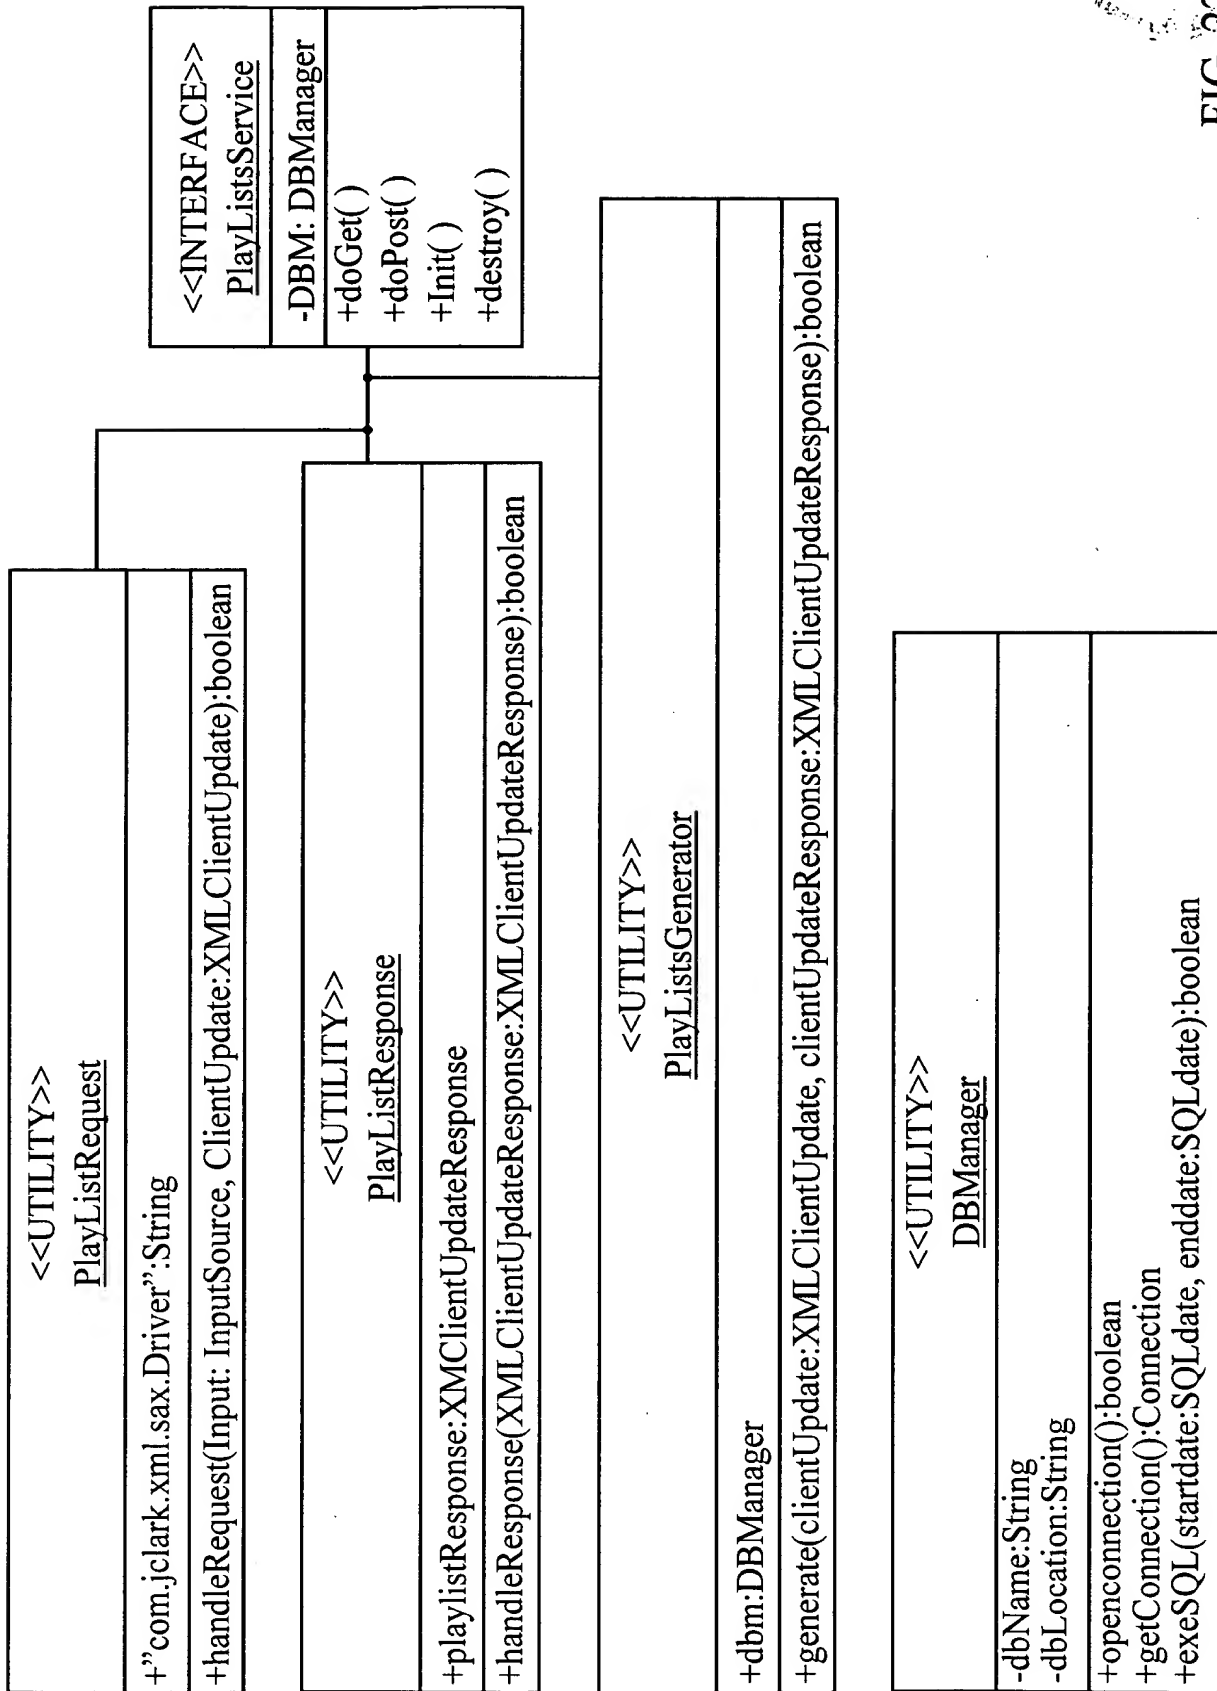 <<UTILITY>>
PlayListRequest
+"com.jclark.xml.sax.Driver":String
+handleRequest(Input: InputSource, ClientUpdate:XMLClientUpdate):boolean
<<UTILITY>>
PlayListResponse
+playlistResponse:XMClientUpdateResponse
+handleResponse(XMLClientUpdateResponse:XMLClientUpdateResponse):boolean
<<INTERFACE>>
PlayListsService
-DBM: DBManager
+doGet( )
+doPost( )
+Init( )
+destroy( )
<<UTILITY>>
PlayListsGenerator
+dbm:DBManager
+generate(clientUpdate:XMLClientUpdate, clientUpdateResponse:XMLClientUpdateResponse):boolean
<<UTILITY>>
DBManager
-dbName:String
-dbLocation:String
+openconnection():boolean
+getConnection():Connection
+exeSQL(startdate:SQLdate, enddate:SQLdate):boolean
FIG.